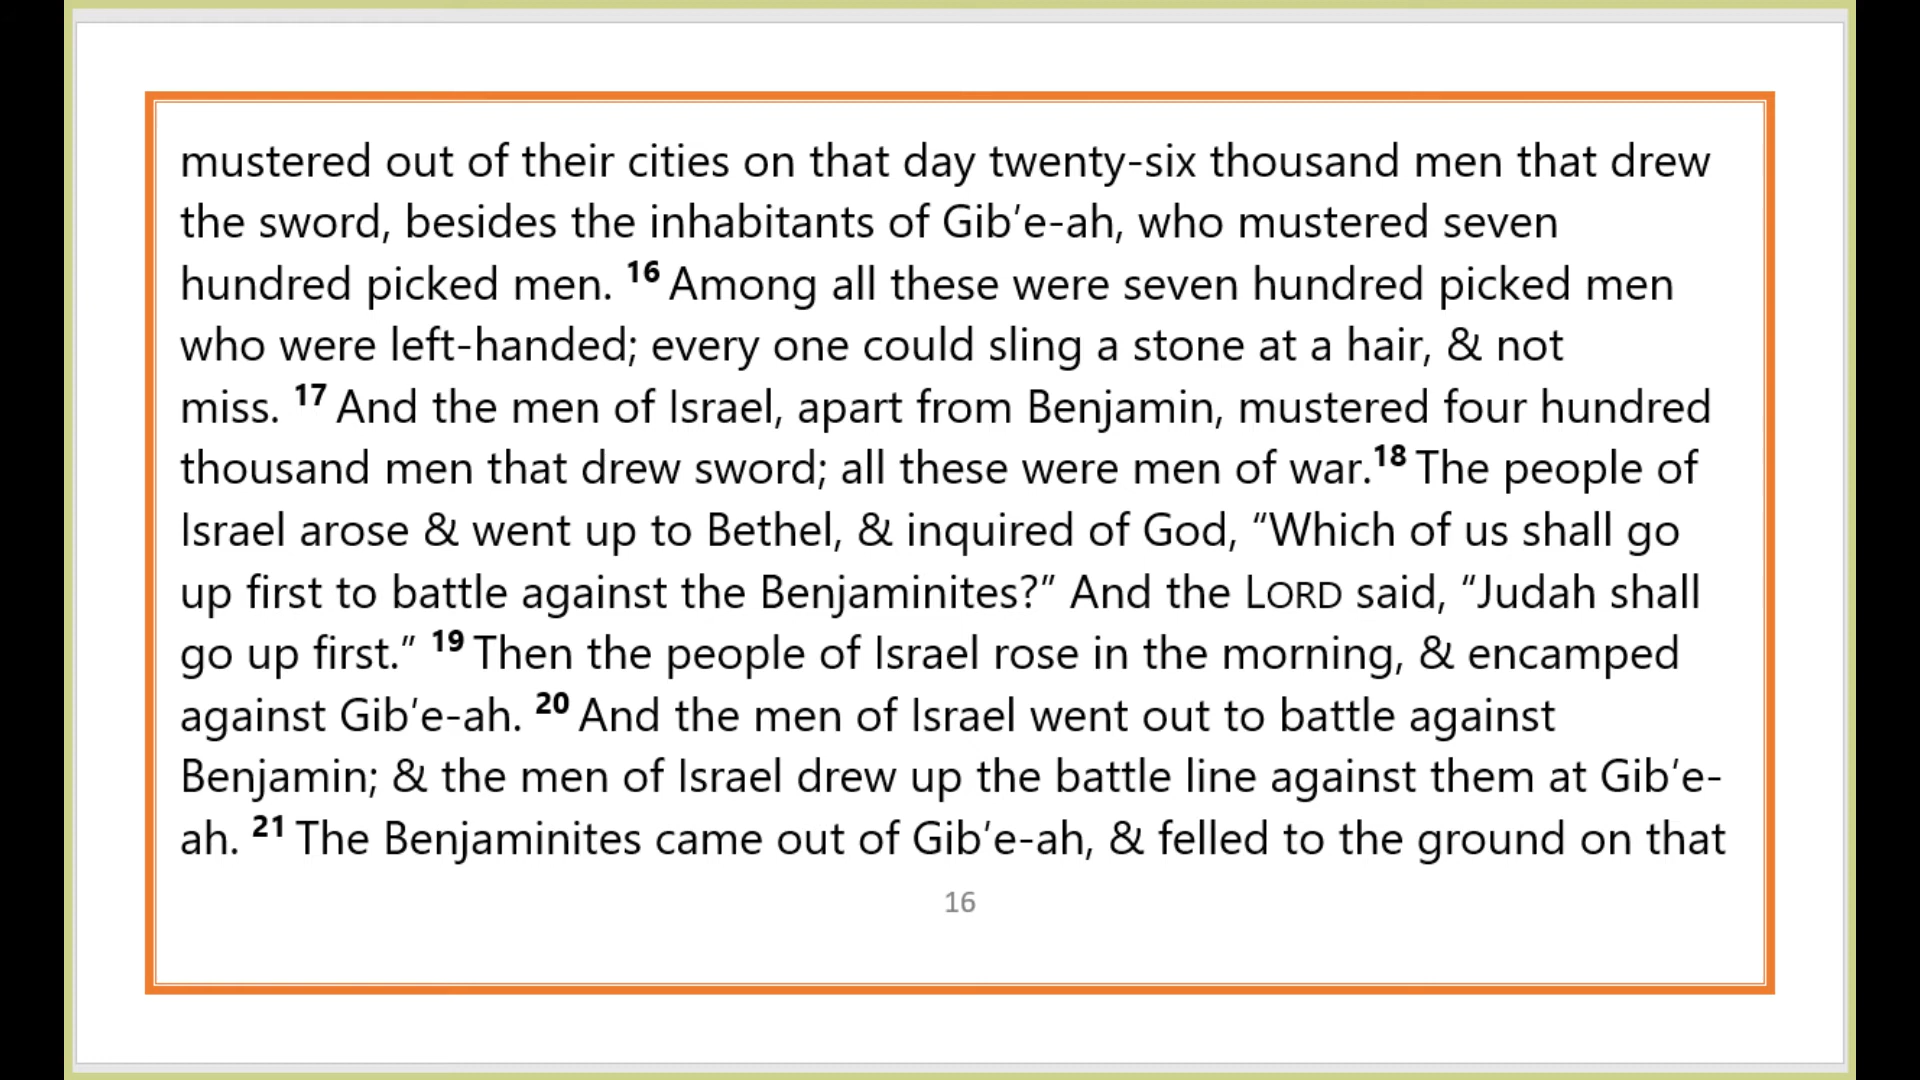 mustered out of their cities on that day twenty-six thousand men that drew
the sword, besides the inhabitants of Gib′e-ah, who mustered seven
hundred picked men. 16 Among all these were seven hundred picked men
who were left-handed; every one could sling a stone at a hair, & not
miss. 17 And the men of Israel, apart from Benjamin, mustered four hundred
thousand men that drew sword; all these were men of war.18 The people of
Israel arose & went up to Bethel, & inquired of God, “Which of us shall go
up first to battle against the Benjaminites?” And the LORD said, “Judah shall
go up first.” 19 Then the people of Israel rose in the morning, & encamped
against Gib′e-ah. 20 And the men of Israel went out to battle against
Benjamin; & the men of Israel drew up the battle line against them at Gib′e-
ah. 21 The Benjaminites came out of Gib′e-ah, & felled to the ground on that
16